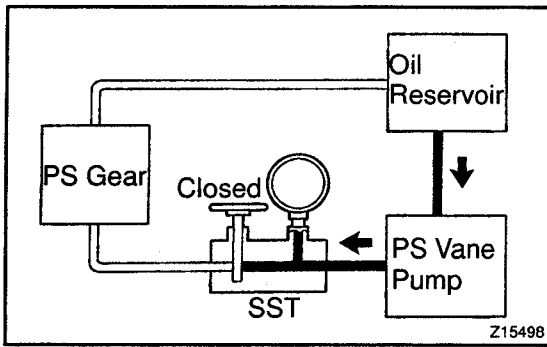 Oil
Reservoir
PS Gear
Closed
PS Vane
Pump
SST
Z15498